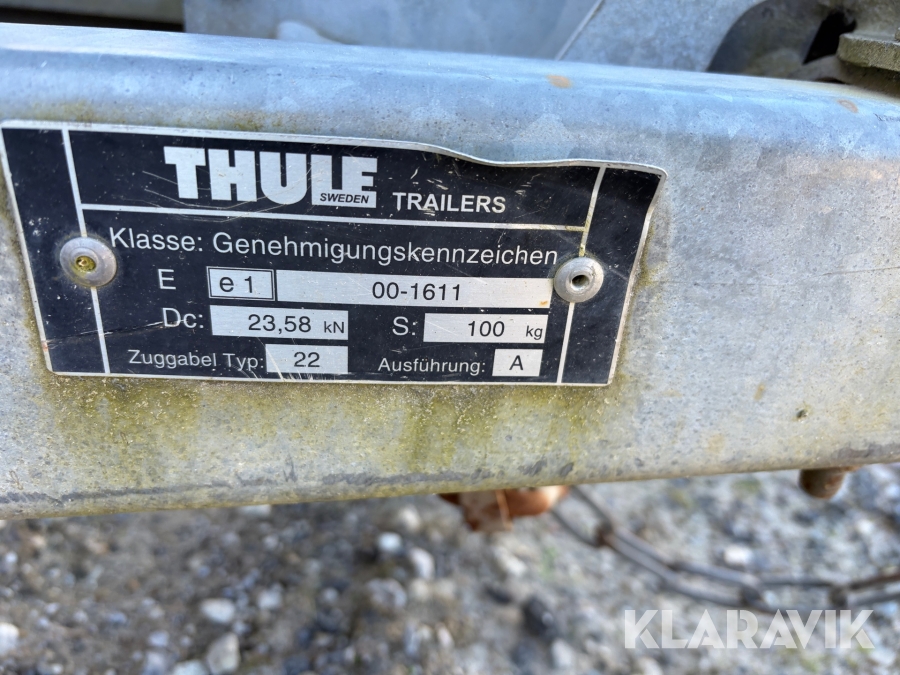 THULE SWEDEN TRAILERS
Klasse: Genehmigungskennzeichen
E e1 00-1611
Dc: 23,58 kN S: 100 kg
Zuggabel Typ: 22 Ausführung: A
KLARAVIK